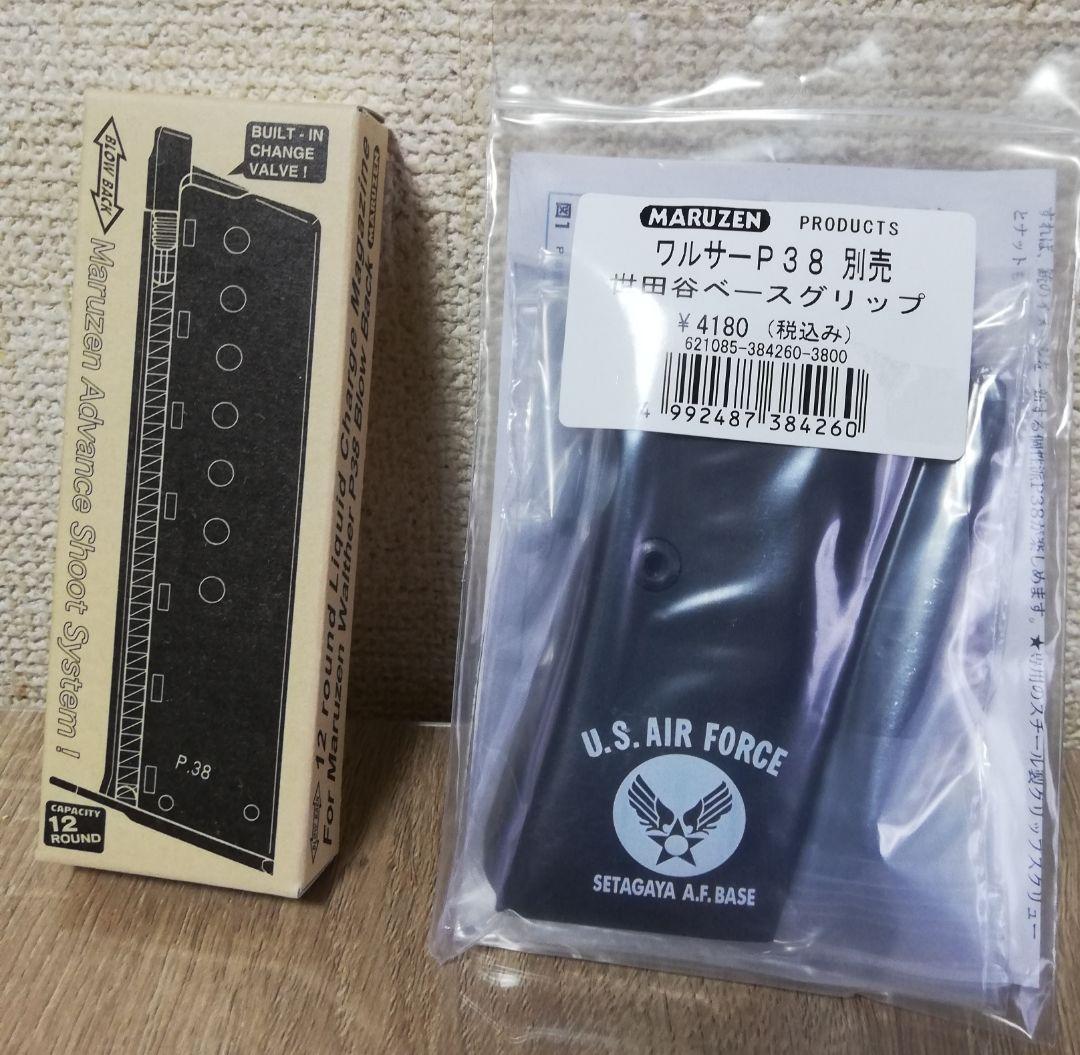 BLOW BACK
BUILT - IN
CHANGE
VALVE !
Maruzen Advance Shoot System !
P.38
CAPACITY
12
ROUND
12 round Liquid Charge Magazine
For Maruzen Walther P38 Blow Back
MARUZEN
MARUZEN PRODUCTS
ワルサーP38 別売
世田谷ベースグリップ
¥4180 (税込み)
621085-384260-3800
4 992487 384260
図1
U.S. AIR FORCE
SETAGAYA A.F. BASE